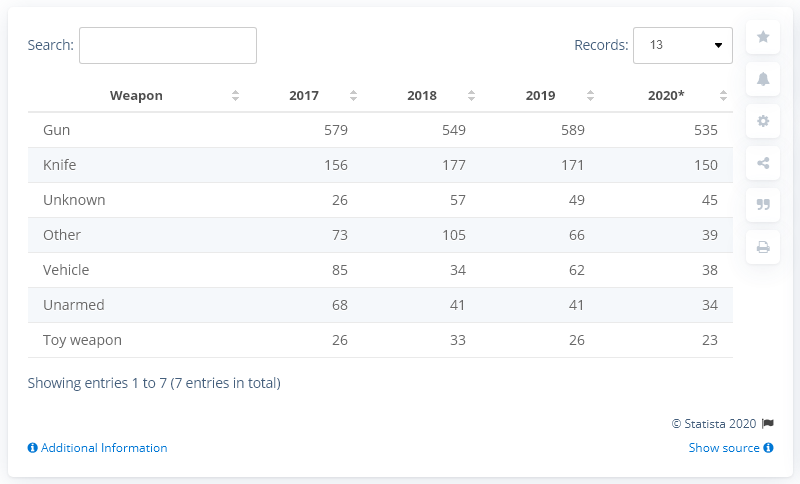 Search: Records: 13
Weapon 2017 2018 2019 2020*
Gun 579 549 589 535
Knife 156 177 171 150
Unknown 26 57 49 45
Other 73 105 66 39
Vehicle 85 34 62 38
Unarmed 68 41 41 34
Toy weapon 26 33 26 23
Showing entries 1 to 7 (7 entries in total)
© Statista 2020
Additional Information Show source